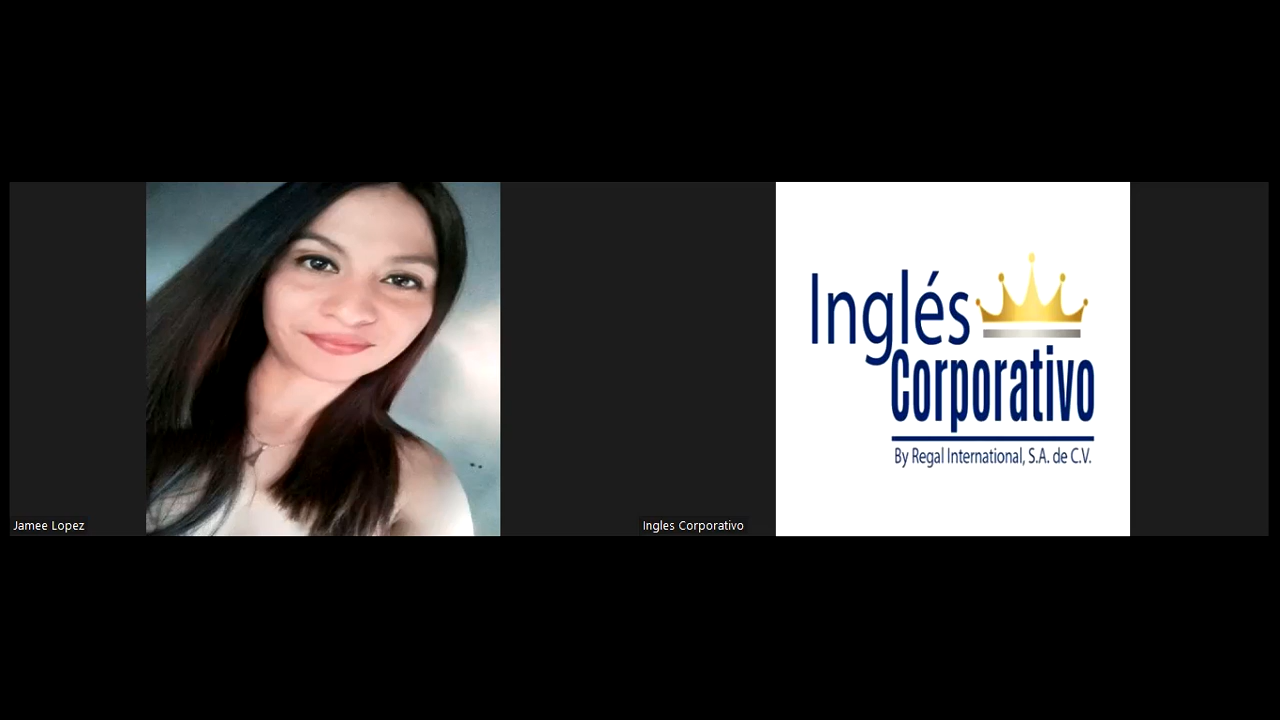 Inglés
Corporativo
By Regal International, S.A. de C.V.
Jamee Lopez
Ingles Corporativo